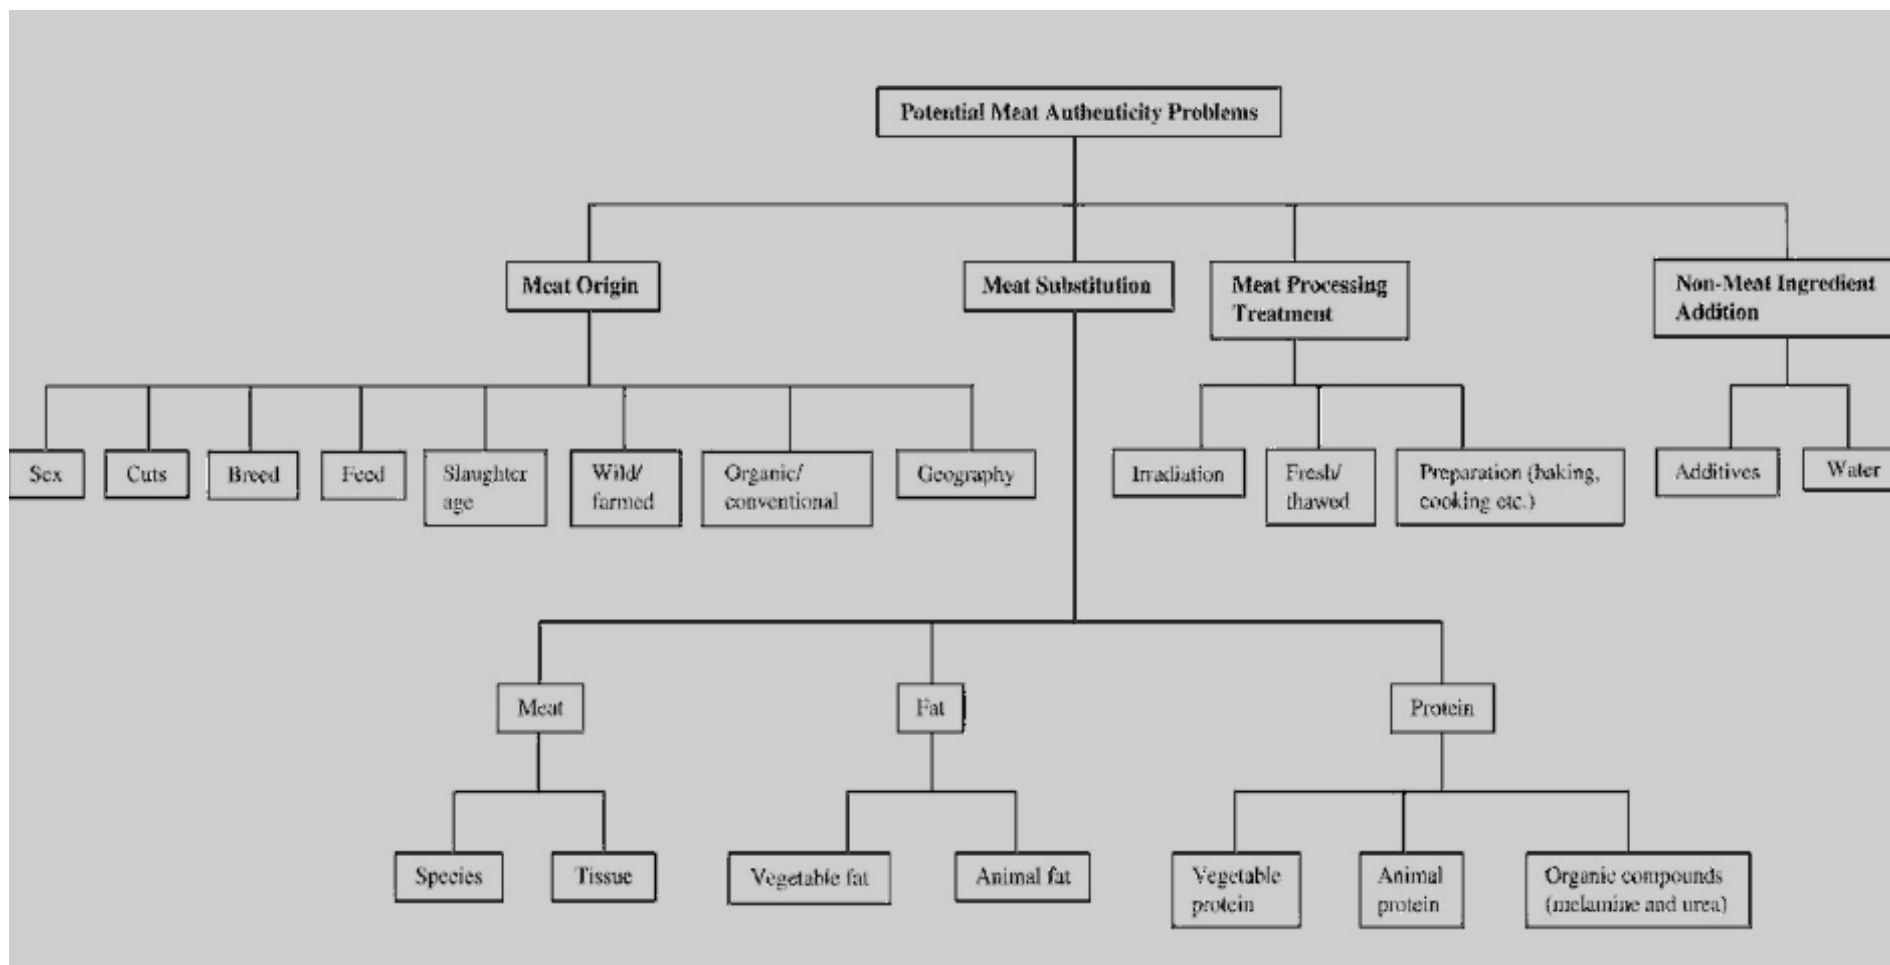 Potential Meat Authenticity Problems
Meat Origin
Meat Substitution
Meat Processing
Treatment
Non-Meat Ingredient
Addition
Sex
Cuts
Breed
Feed
Slaughter
age
Wild/
farmed
Organic/
conventional
Geography
Irradiation
Fresh/
thawed
Preparation (baking,
cooking etc.)
Additives
Water
Meat
Fat
Protein
Species
Tissue
Vegetable fat
Animal fat
Vegetable
protein
Animal
protein
Organic compounds
(melamine and urea)